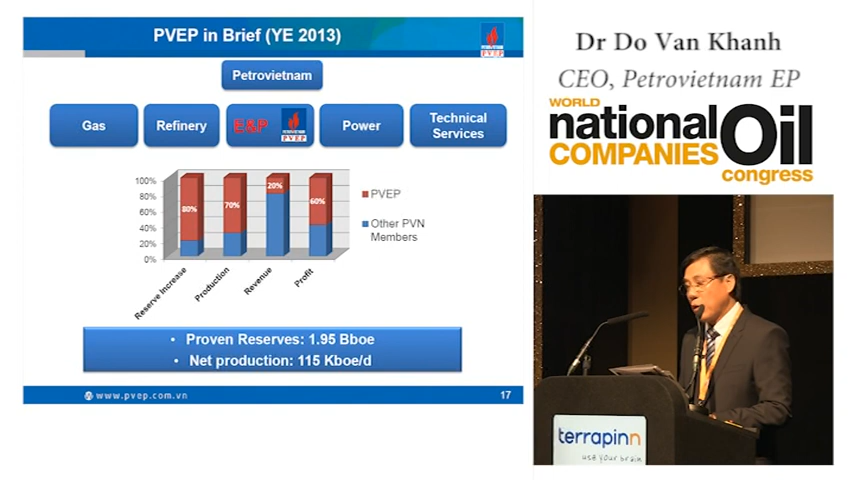 PVEP in Brief (YE 2013)
PETROVIETNAM
PVEP
Petrovietnam
Gas
Refinery
E&P
PETROVIETNAM
PVEP
Power
Technical
Services
100%
80%
60%
40%
20%
0%
80%
70%
20%
60%
Reserve Increase
Production
Revenue
Profit
PVEP
Other PVN
Members
• Proven Reserves: 1.95 Bboe
• Net production: 115 Kboe/d
www.pvep.com.vn
17
Dr Do Van Khanh
CEO, Petrovietnam EP
WORLD
national Oil
COMPANIES
congress
terrapinn
use your brain